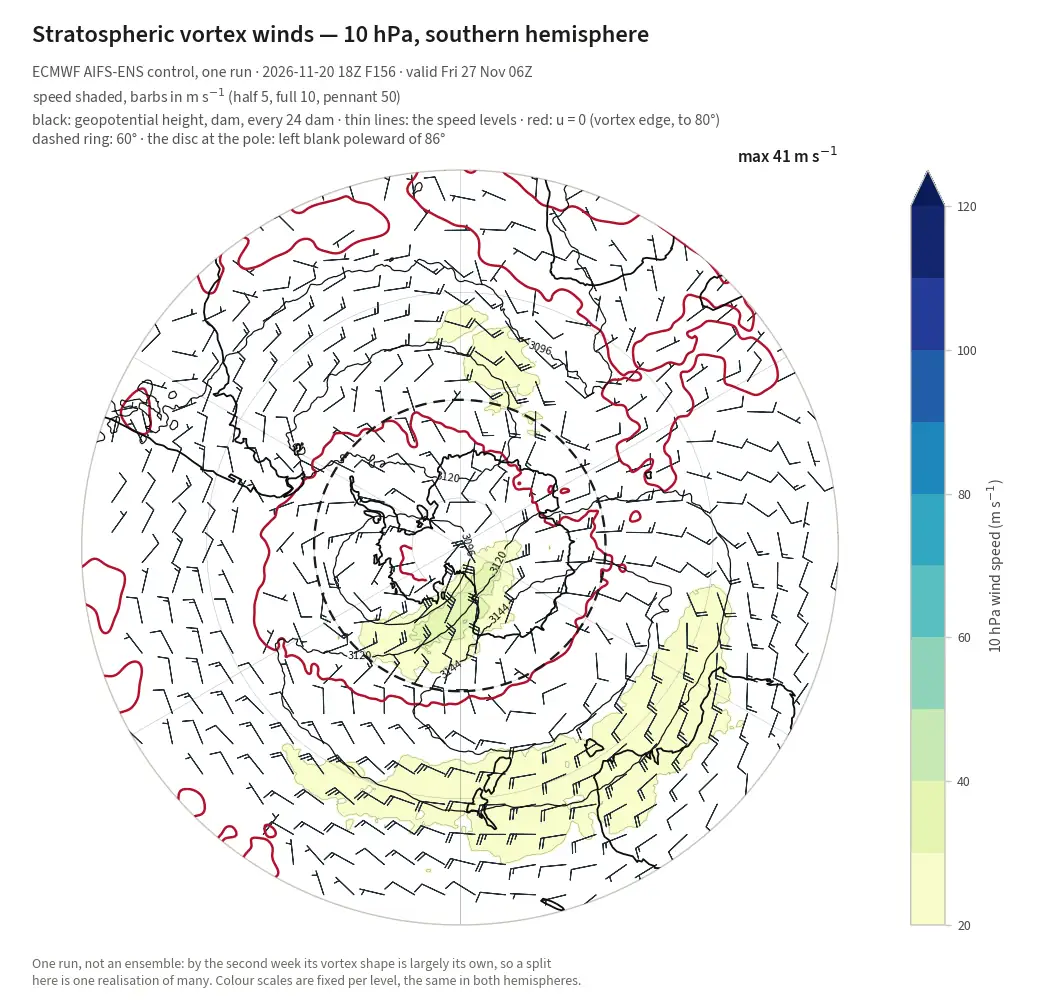 Stratospheric vortex winds — 10 hPa, southern hemisphere
ECMWF AIFS-ENS control, one run · 2026-11-20 18Z F156 · valid Fri 27 Nov 06Z
speed shaded, barbs in m s⁻¹ (half 5, full 10, pennant 50)
black: geopotential height, dam, every 24 dam · thin lines: the speed levels · red: u = 0 (vortex edge, to 80°)
dashed ring: 60° · the disc at the pole: left blank poleward of 86°
max 41 m s⁻¹
120
100
80
60
40
20
10 hPa wind speed (m s⁻¹)
3096
3120
3096
3120
3144
3120
3144
One run, not an ensemble: by the second week its vortex shape is largely its own, so a split
here is one realisation of many. Colour scales are fixed per level, the same in both hemispheres.